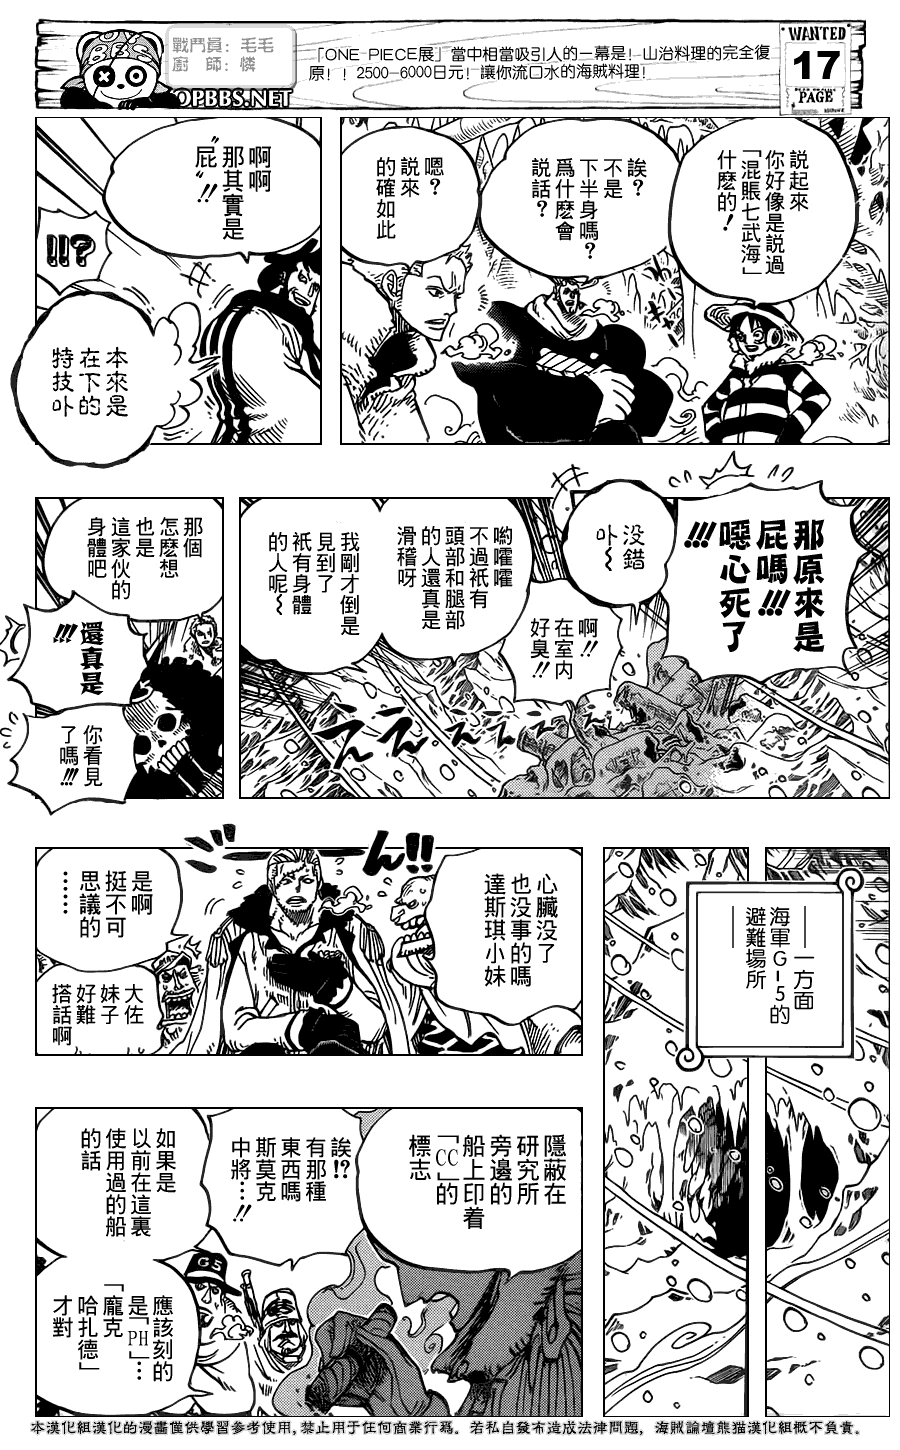 戰鬥員：毛毛
廚　師：憐
OPBBS.NET
「ONE PIECE展」當中相當吸引人的一幕是！山治料理的完全復
原！！2500-6000日元！讓你流口水的海賊料理！
WANTED
17
PAGE
說起來
你好像是說過
「混賬七武海」
什麼的！
誒？
不是
下半身嗎？
爲什麼會
說話？
嗯？
說來
的確如此
啊啊
那其實是
〝屁〞!!
!!?
本來是
在下的
特技卟
那原來是
屁嗎!!!
噁心死了
!!!
没錯
卟~
啊!!
在室内
好臭!!
喲嚯嚯
不過衹有
頭部和腿部
的人還真是
滑稽呀
我剛才倒是
見到了
衹有身體
的人呢~
ええええ
那個
怎麼想
也是
這家伙的
身體吧
還真是
!!!
你看見
了嗎!!!
一方面
海軍G-5的
避難場所
ん!!
心臟没了
也没事的嗎
達斯琪小妹
是啊
挺不可
思議的
……
大佐
妹子
好難
搭話啊
隱蔽在
研究所
旁邊的
船上印着
「CC」的
標志
誒!?
有那種
東西嗎
斯莫克
中將…!!
如果是
以前在這裏
使用過的船
的話
應該刻的
是「PH」…
「龐克
哈扎德」
才對
G5
本漢化組漢化的漫畫僅供學習參考使用，禁止用于任何商業行爲。若私自發布造成法律問題，海賊論壇熊猫漢化組概不負責。